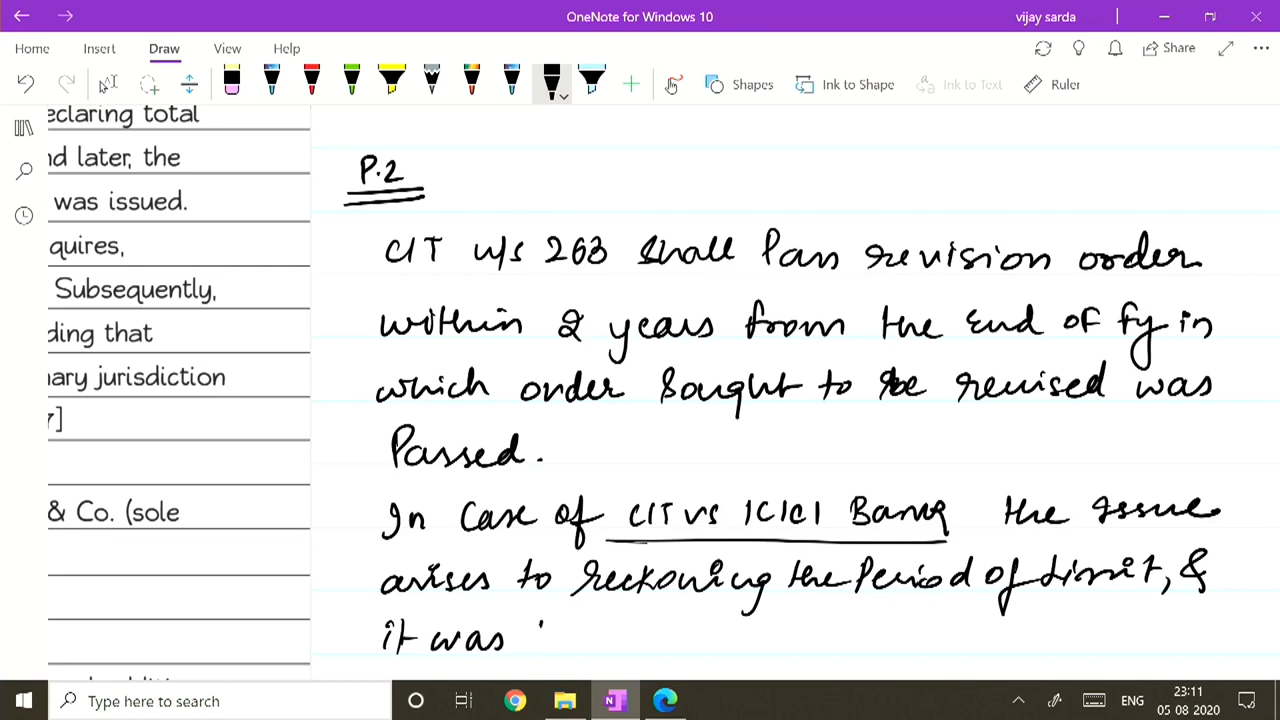 OneNote for Windows 10
vijay sarda
Home Insert Draw View Help
Share
Shapes
Ink to Shape
Ink to Text
Ruler
eclaring total
nd later, the
was issued.
quires,
Subsequently,
ding that
nary jurisdiction
7]
& Co. (sole
P.2
CIT u/s 263 shall Pass revision order
within 2 years from the End of fy in
which order Sought to be revised was
Passed.
In Case of CIT vs ICICI Bank the issue
arises to reckoning the Period of limit, &
it was
Type here to search
ENG
23:11
05 08 2020